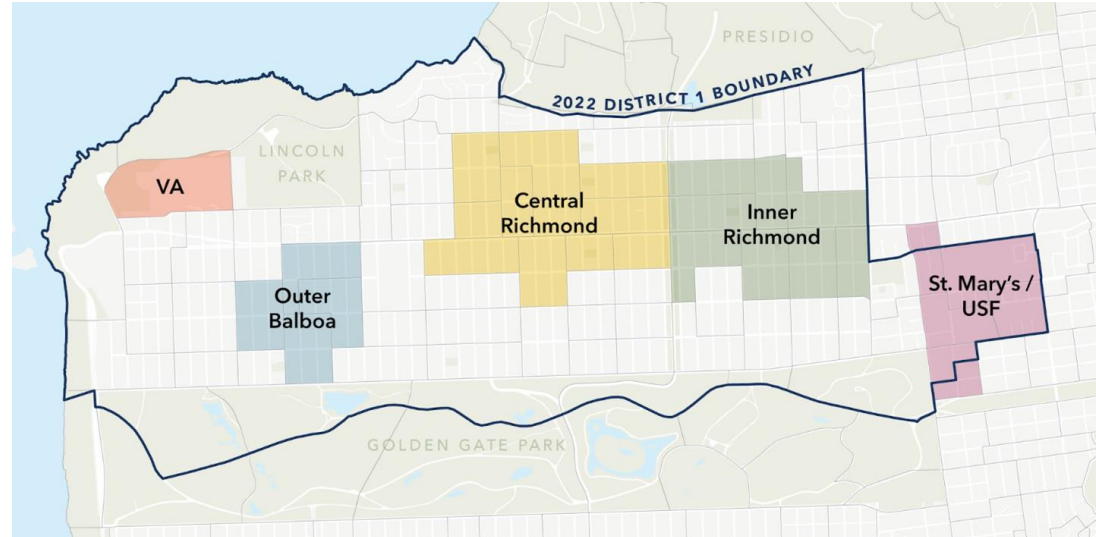 PRESIDIO
2022 DISTRICT 1 BOUNDARY
LINCOLN
PARK
VA
Central
Richmond
Inner
Richmond
Outer
Balboa
St. Mary's /
USF
GOLDEN GATE PARK